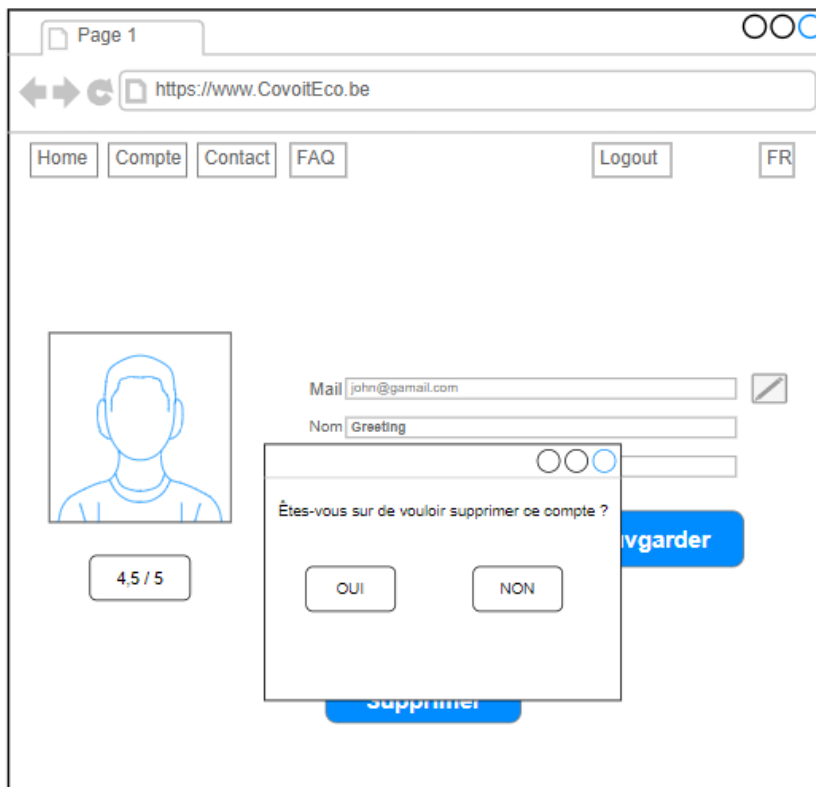 Page 1
https://www.CovoitEco.be
Home Compte Contact FAQ Logout FR
Mail john@gamail.com
Nom Greeting
Êtes-vous sur de vouloir supprimer ce compte ?
vgarder
4,5 / 5
OUI NON
Supprimer